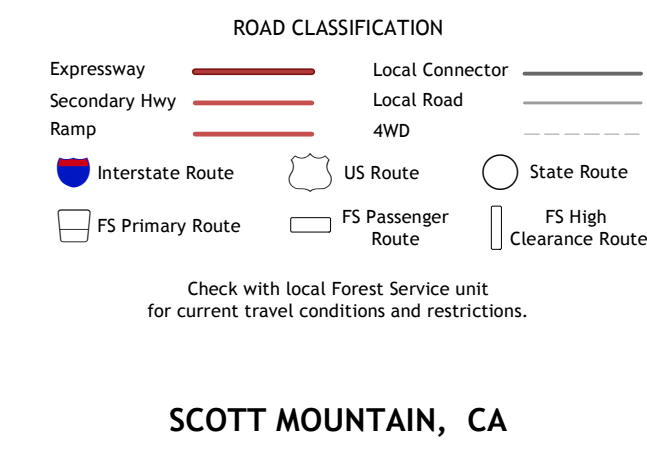 ROAD CLASSIFICATION
Expressway
Local Connector
Secondary Hwy
Local Road
Ramp
4WD
Interstate Route
US Route
State Route
FS Primary Route
FS Passenger
Route
FS High
Clearance Route
Check with local Forest Service unit
for current travel conditions and restrictions.
SCOTT MOUNTAIN, CA